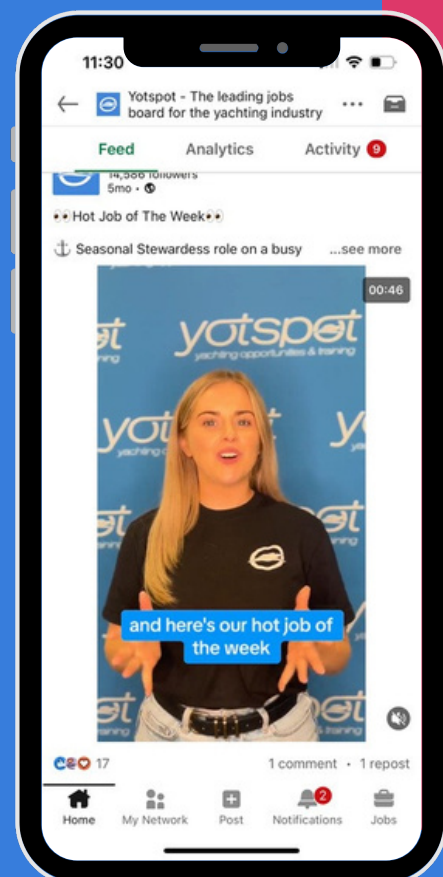 11:30
Yotspot - The leading jobs
board for the yachting industry
...
Feed Analytics Activity 9
14,586 followers
5mo •
👀Hot Job of The Week👀
⚓ Seasonal Stewardess role on a busy ...see more
00:46
yotspot
yachting opportunities & training
and here's our hot job of
the week
17 1 comment • 1 repost
2
Home My Network Post Notifications Jobs